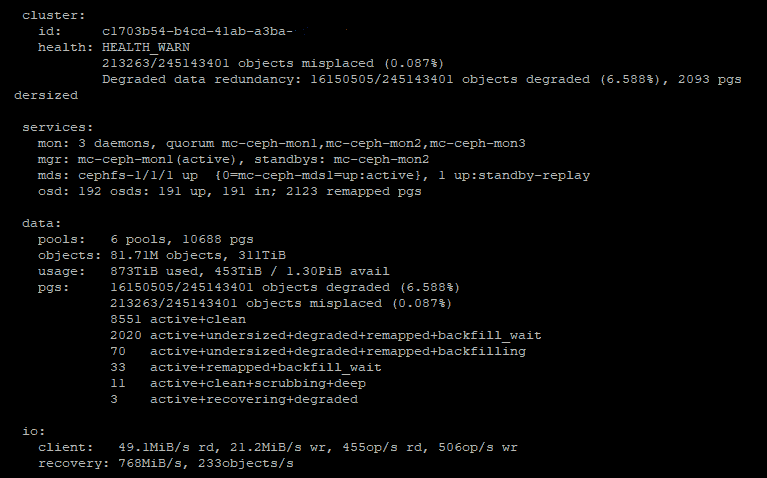 cluster:
id: c1703b54-b4cd-41ab-a3ba-
health: HEALTH_WARN
213263/245143401 objects misplaced (0.087%)
Degraded data redundancy: 16150505/245143401 objects degraded (6.588%), 2093 pgs
dersized
services:
mon: 3 daemons, quorum mc-ceph-mon1,mc-ceph-mon2,mc-ceph-mon3
mgr: mc-ceph-mon1(active), standbys: mc-ceph-mon2
mds: cephfs-1/1/1 up {0=mc-ceph-mds1=up:active}, 1 up:standby-replay
osd: 192 osds: 191 up, 191 in; 2123 remapped pgs
data:
pools: 6 pools, 10688 pgs
objects: 81.71M objects, 311TiB
usage: 873TiB used, 453TiB / 1.30PiB avail
pgs: 16150505/245143401 objects degraded (6.588%)
213263/245143401 objects misplaced (0.087%)
8551 active+clean
2020 active+undersized+degraded+remapped+backfill_wait
70 active+undersized+degraded+remapped+backfilling
33 active+remapped+backfill_wait
11 active+clean+scrubbing+deep
3 active+recovering+degraded
io:
client: 49.1MiB/s rd, 21.2MiB/s wr, 455op/s rd, 506op/s wr
recovery: 768MiB/s, 233objects/s